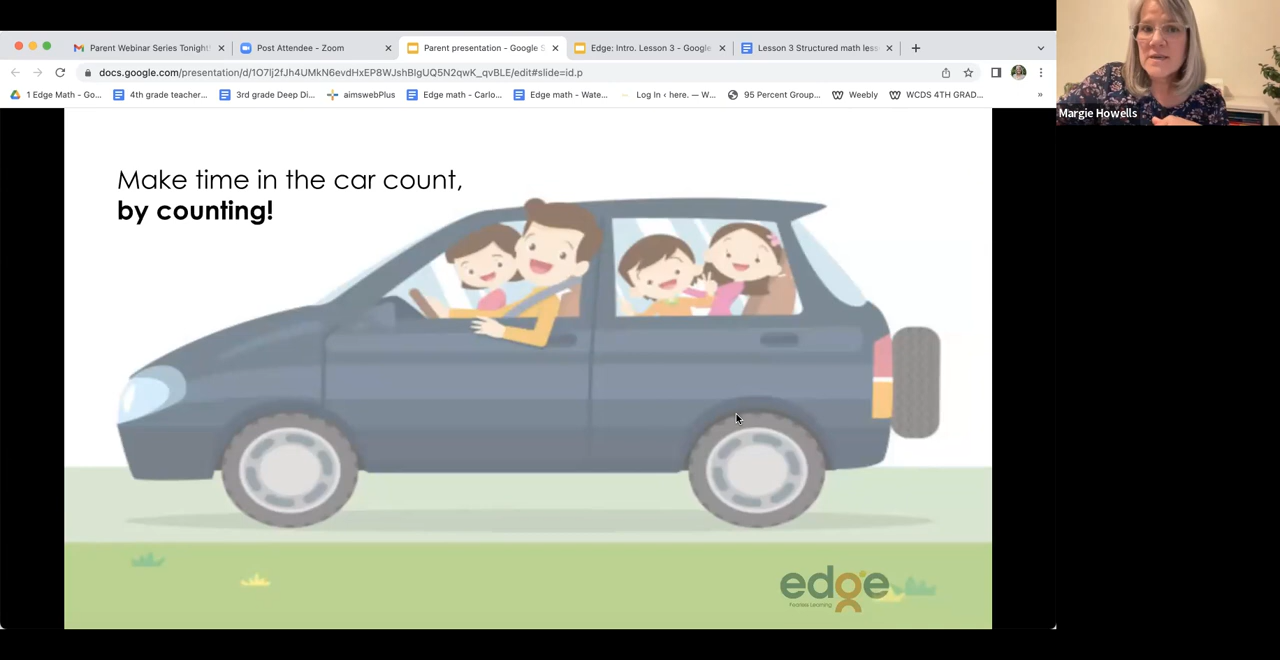 Parent Webinar Series Tonight
Post Attendee - Zoom
Parent presentation - Google S
Edge: Intro. Lesson 3 - Google
Lesson 3 Structured math less
docs.google.com/presentation/d/1O7lj2fJh4UMkN6evdHxEP8WJshBIgUQ5N2qwK_qvBLE/edit#slide=id.p
1 Edge Math - Go...
4th grade teacher...
3rd grade Deep Di...
aimswebPlus
Edge math - Carlo...
Edge math - Wate...
Log In ‹ here. — W...
95 Percent Group...
Weebly
WCDS 4TH GRAD...
»
Margie Howells
Make time in the car count,
by counting!
edge
Fearless Learning